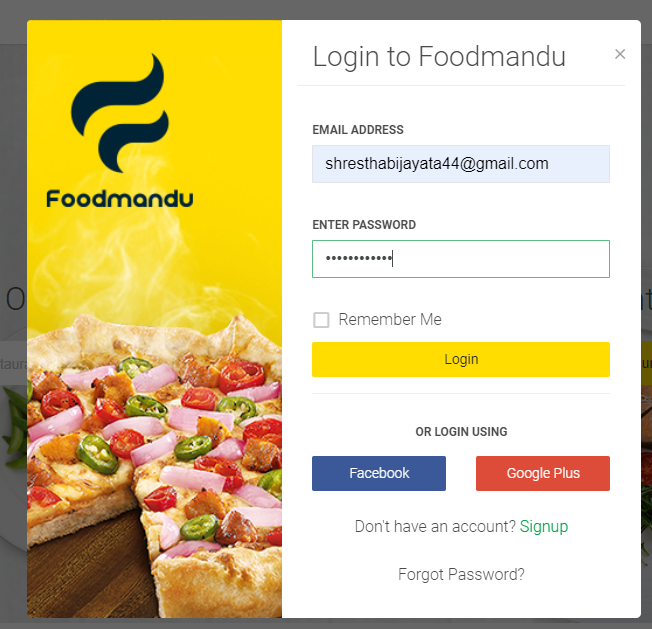 Foodmandu
Login to Foodmandu
×
EMAIL ADDRESS
shresthabijayata44@gmail.com
ENTER PASSWORD
••••••••••••
Remember Me
Login
OR LOGIN USING
Facebook
Google Plus
Don't have an account? Signup
Forgot Password?